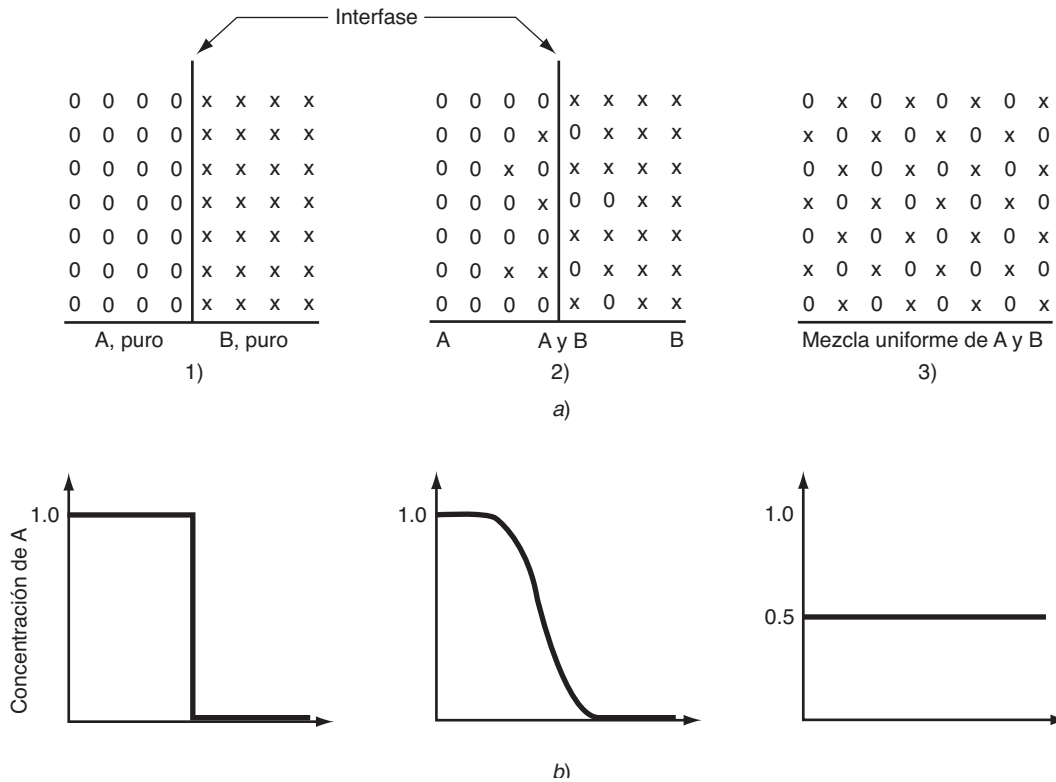 Interfase
0 0 0 0 x x x x 0 0 0 0 x x x x 0 x 0 x 0 x 0 x
0 0 0 0 x x x x 0 0 0 x 0 x x x x 0 x 0 x 0 x 0
0 0 0 0 x x x x 0 0 x 0 x x x x 0 x 0 x 0 x 0 x
0 0 0 0 x x x x 0 0 0 x 0 0 x x x 0 x 0 x 0 x 0
0 0 0 0 x x x x 0 0 0 0 x x x x 0 x 0 x 0 x 0 x
0 0 0 0 x x x x 0 0 x x 0 x x x x 0 x 0 x 0 x 0
0 0 0 0 x x x x 0 0 0 0 x 0 x x 0 x 0 x 0 x 0 x
A, puro B, puro A A y B B Mezcla uniforme de A y B
1) 2) 3)
a)
Concentración de A
1.0 1.0 1.0
0.5
b)